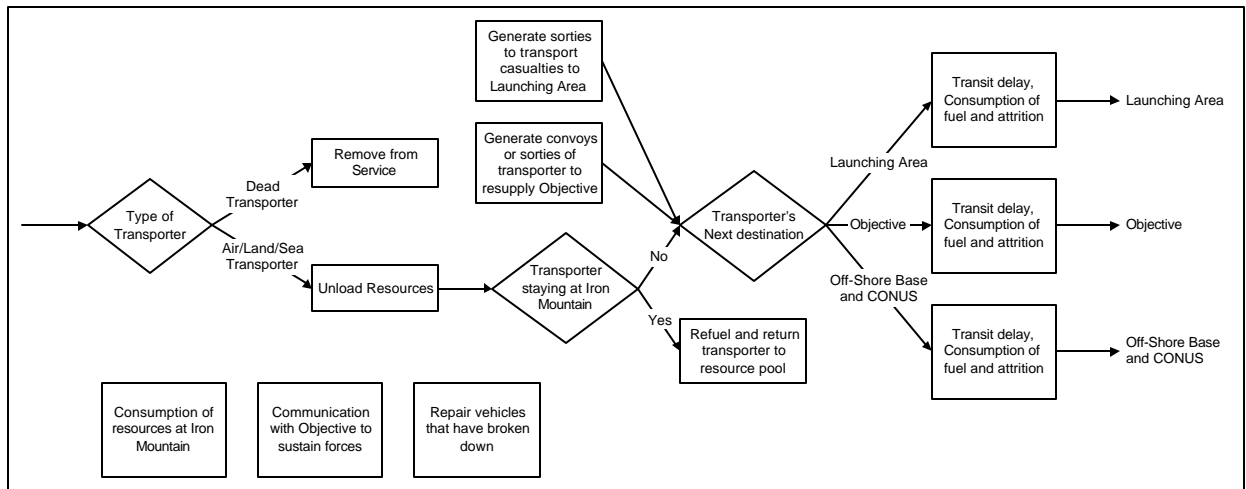 Generate sorties
to transport
casualties to
Launching Area
Transit delay,
Consumption of
fuel and attrition
Launching Area
Generate convoys
or sorties of
transporter to
resupply Objective
Remove from
Service
Launching Area
Dead
Transporter
Type of
Transporter
Transporter's
Next destination
Objective
Transit delay,
Consumption of
fuel and attrition
Objective
Air/Land/Sea
Transporter
Unload Resources
Transporter
staying at Iron
Mountain
No
Yes
Off-Shore Base
and CONUS
Refuel and return
transporter to
resource pool
Transit delay,
Consumption of
fuel and attrition
Off-Shore Base
and CONUS
Consumption of
resources at Iron
Mountain
Communication
with Objective to
sustain forces
Repair vehicles
that have broken
down